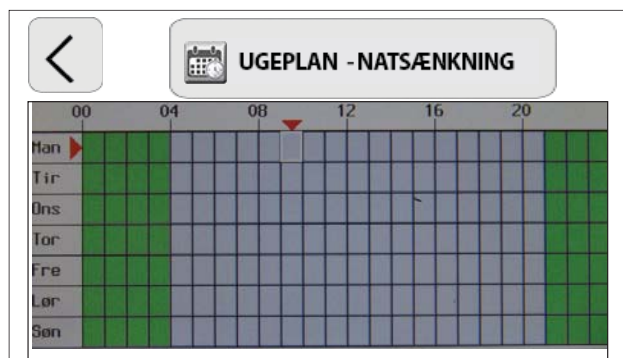 UGEPLAN - NATSÆNKNING
00 04 08 12 16 20
Man
Tir
Ons
Tor
Fre
Lør
Søn